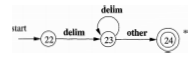 delim
start
delim
other
*
22
23
24